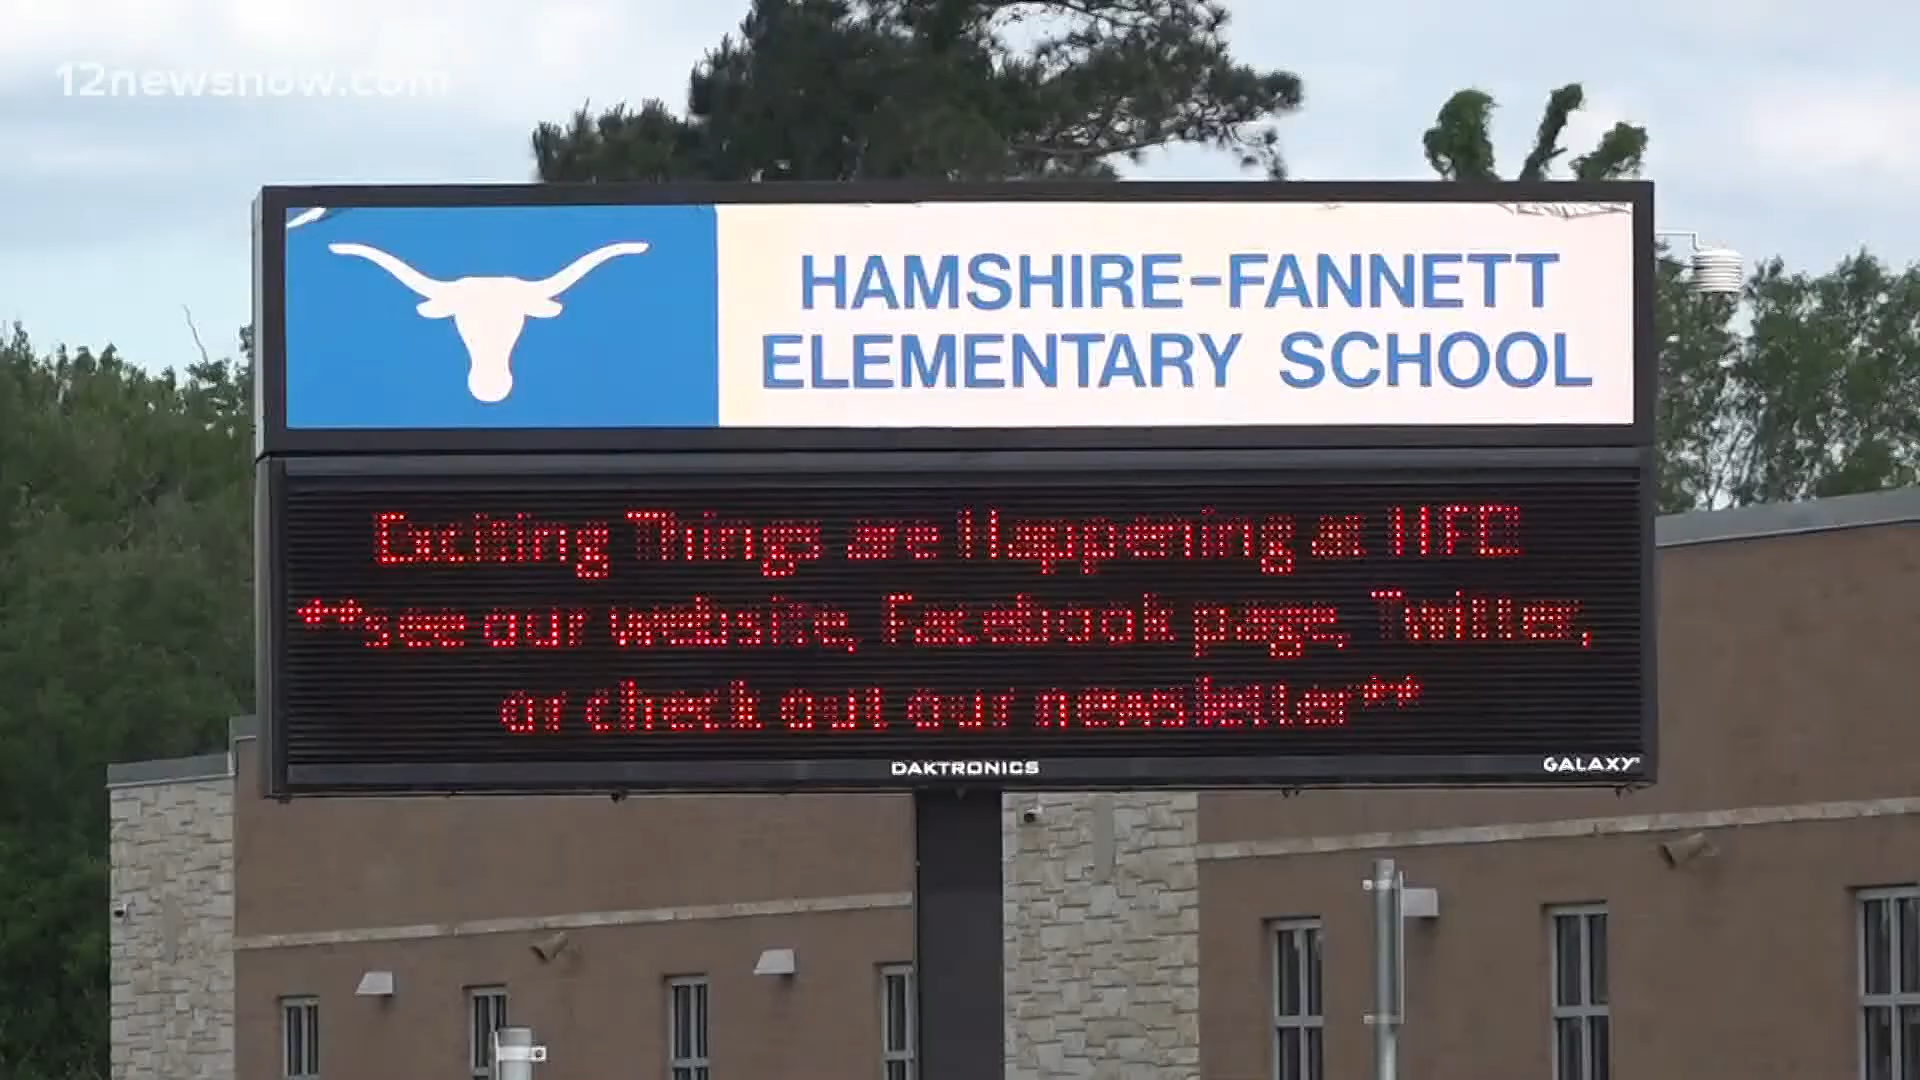 12newsnow.com
HAMSHIRE-FANNETT
ELEMENTARY SCHOOL
Exciting Things are Happening at HFE
**see our website, Facebook page, Twitter,
or check out our newsletter**
DAKTRONICS
GALAXY